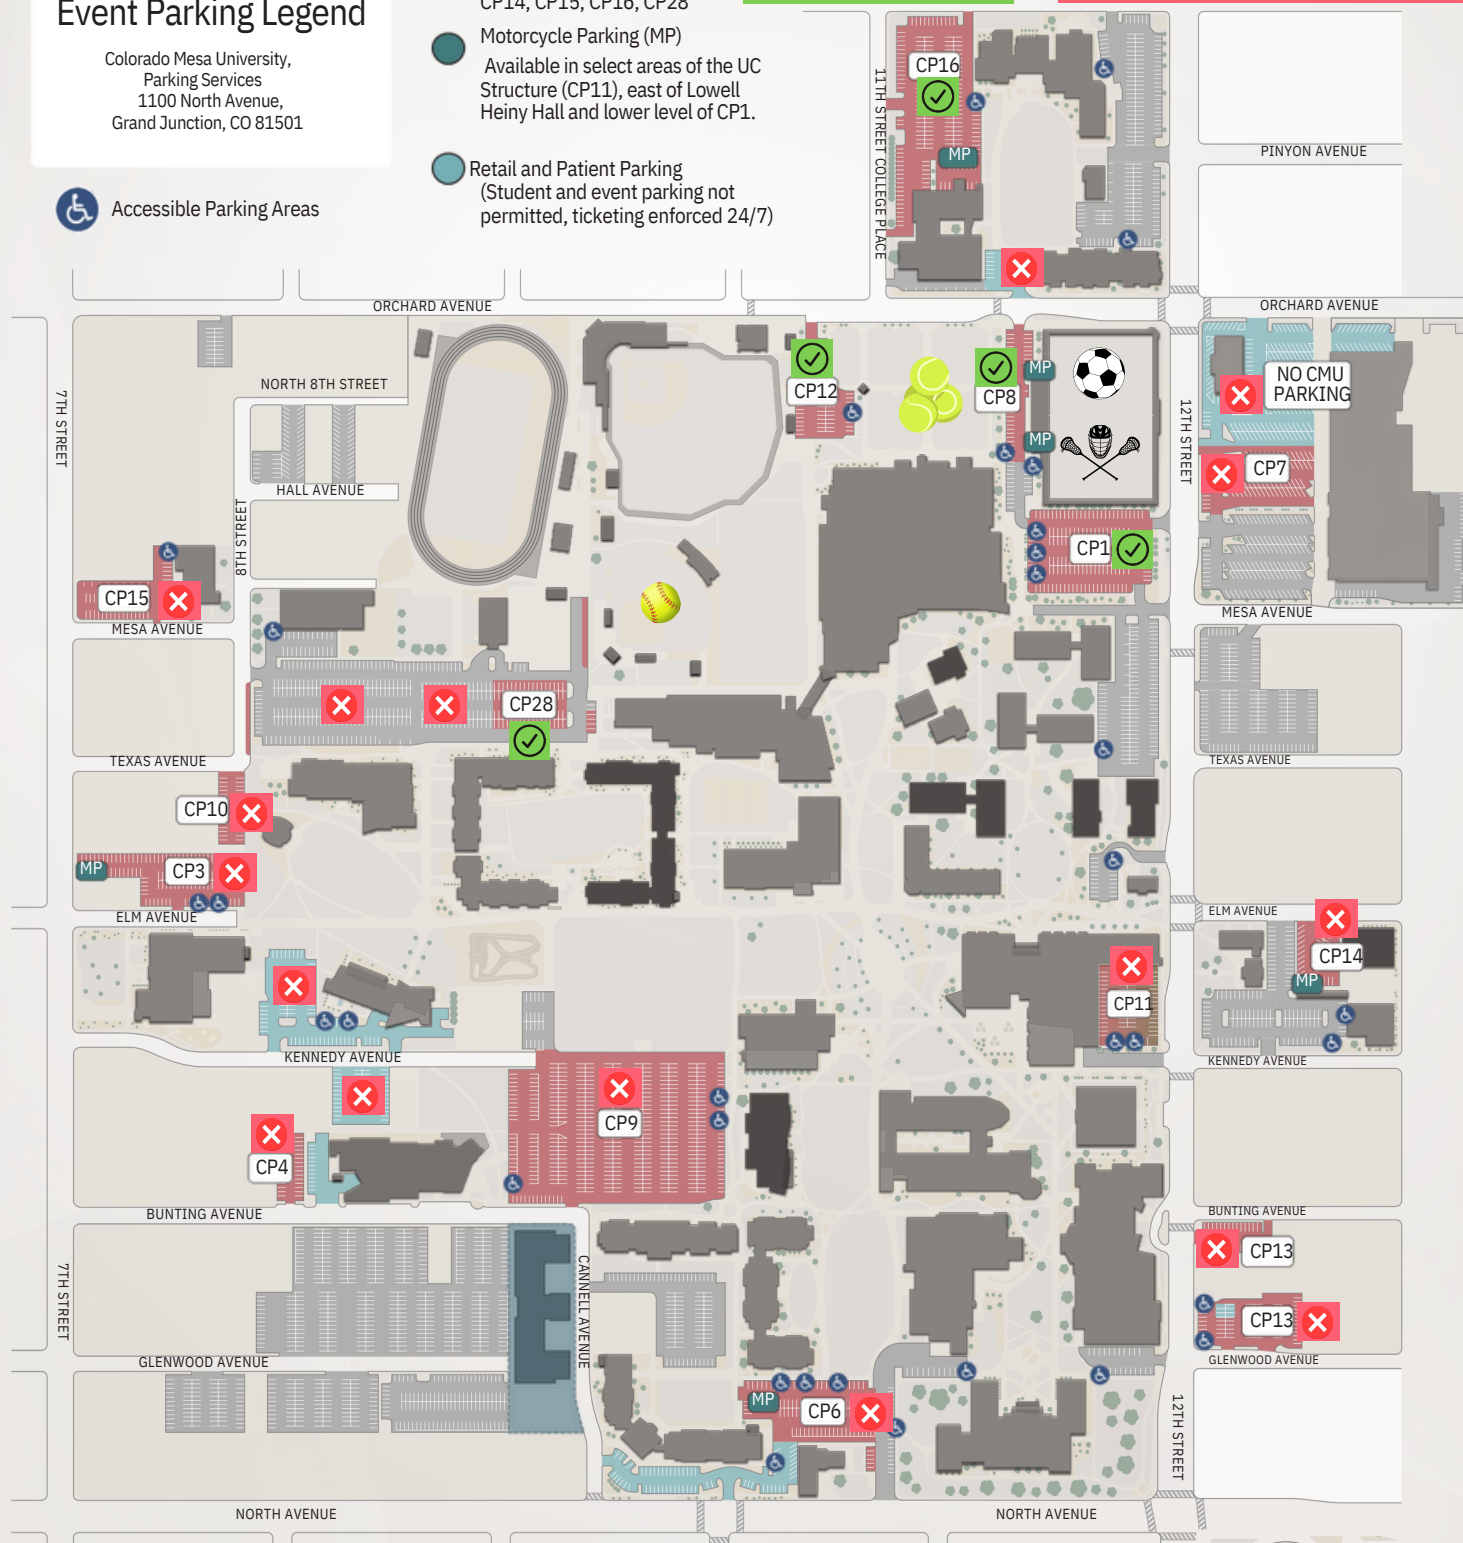 Event Parking Legend
Colorado Mesa University,
Parking Services
1100 North Avenue,
Grand Junction, CO 81501
Accessible Parking Areas
CP14, CP15, CP16, CP28
Motorcycle Parking (MP)
Available in select areas of the UC
Structure (CP11), east of Lowell
Heiny Hall and lower level of CP1.
Retail and Patient Parking
(Student and event parking not
permitted, ticketing enforced 24/7)
CP16
MP
11TH STREET COLLEGE PLACE
PINYON AVENUE
ORCHARD AVENUE
ORCHARD AVENUE
NORTH 8TH STREET
7TH STREET
HALL AVENUE
8TH STREET
CP12
CP8
MP
MP
12TH STREET
NO CMU
PARKING
CP7
CP1
CP15
MESA AVENUE
MESA AVENUE
CP28
TEXAS AVENUE
TEXAS AVENUE
CP10
MP
CP3
ELM AVENUE
ELM AVENUE
CP14
MP
CP11
KENNEDY AVENUE
KENNEDY AVENUE
CP9
CP4
BUNTING AVENUE
BUNTING AVENUE
CP13
7TH STREET
CANNELL AVENUE
CP13
GLENWOOD AVENUE
GLENWOOD AVENUE
MP
CP6
12TH STREET
NORTH AVENUE
NORTH AVENUE